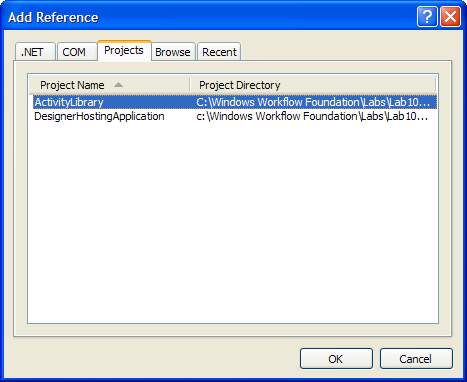 Add Reference
.NET COM Projects Browse Recent
Project Name Project Directory
ActivityLibrary C:\Windows Workflow Foundation\Labs\Lab10...
DesignerHostingApplication c:\Windows Workflow Foundation\Labs\Lab10...
OK Cancel